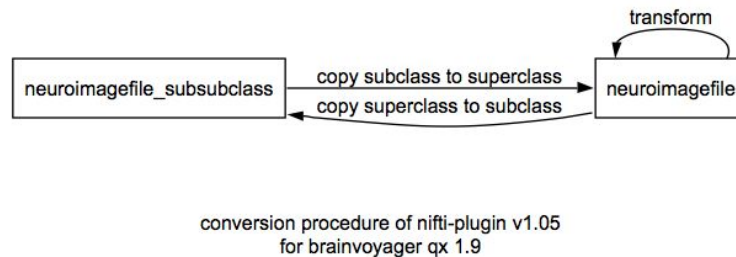 transform
neuroimagefile_subsubclass
copy subclass to superclass
neuroimagefile
copy superclass to subclass
conversion procedure of nifti-plugin v1.05
for brainvoyager qx 1.9